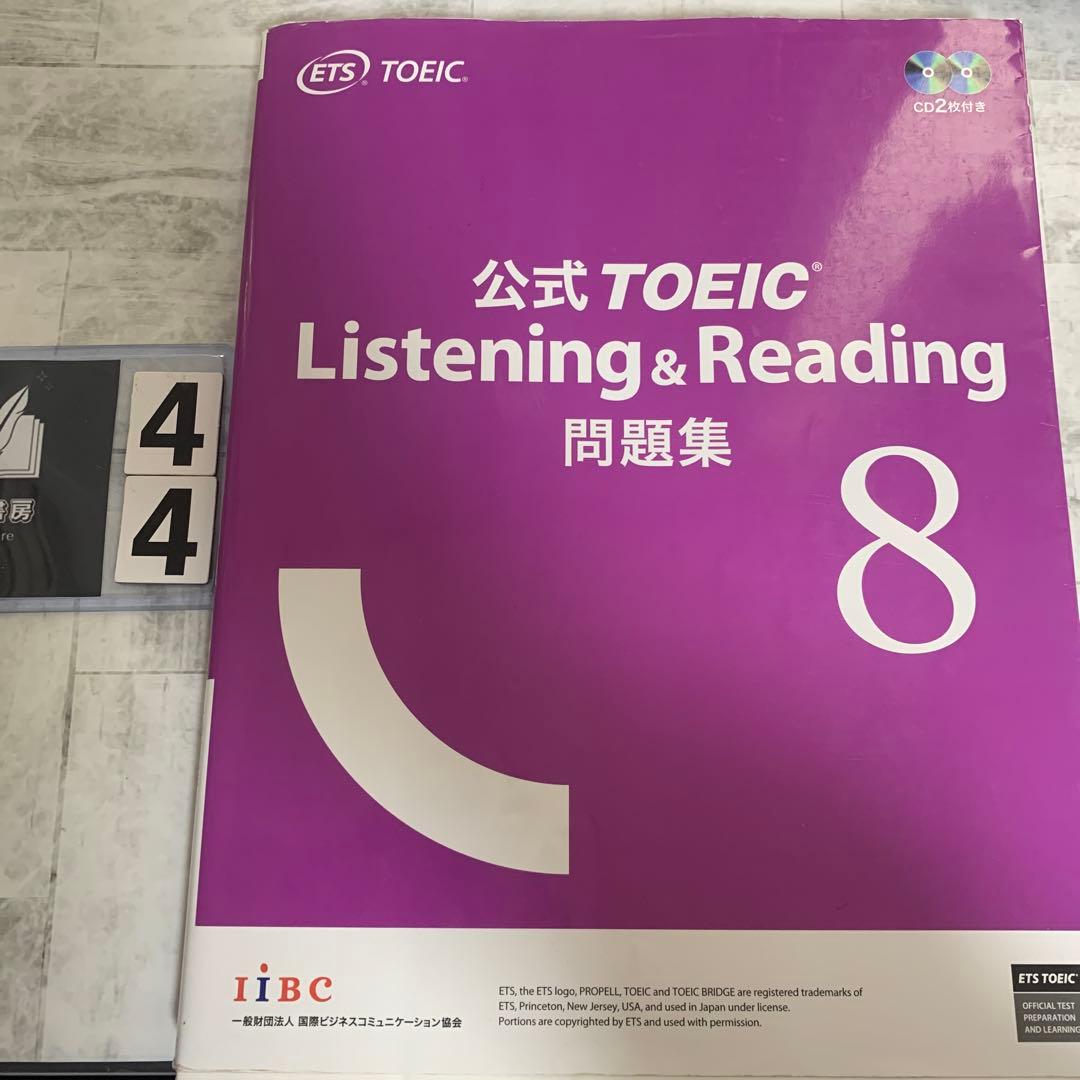 ETS® TOEIC®
CD2枚付き
公式 TOEIC®
Listening & Reading
問題集
8
4
4
書房
re
IiBC
一般財団法人 国際ビジネスコミュニケーション協会
ETS, the ETS logo, PROPELL, TOEIC and TOEIC BRIDGE are registered trademarks of
ETS, Princeton, New Jersey, USA, and used in Japan under license.
Portions are copyrighted by ETS and used with permission.
ETS TOEIC®
OFFICIAL TEST
PREPARATION
AND LEARNING